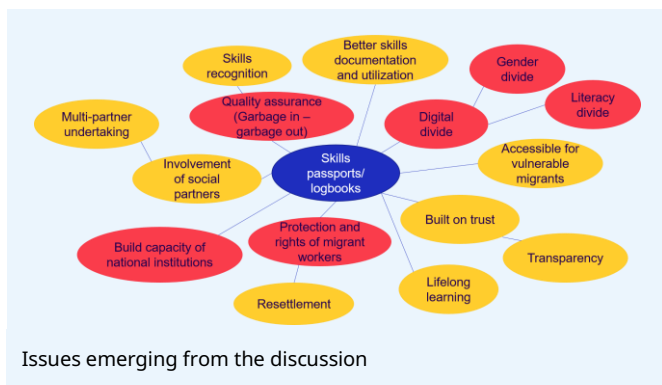 Skills
recognition
Better skills
documentation
and utilization
Gender
divide
Literacy
divide
Multi-partner
undertaking
Quality assurance
(Garbage in –
garbage out)
Digital
divide
Involvement
of social
partners
Skills
passports/
logbooks
Accessible for
vulnerable
migrants
Build capacity of
national institutions
Protection and
rights of migrant
workers
Built on trust
Transparency
Resettlement
Lifelong
learning
Issues emerging from the discussion